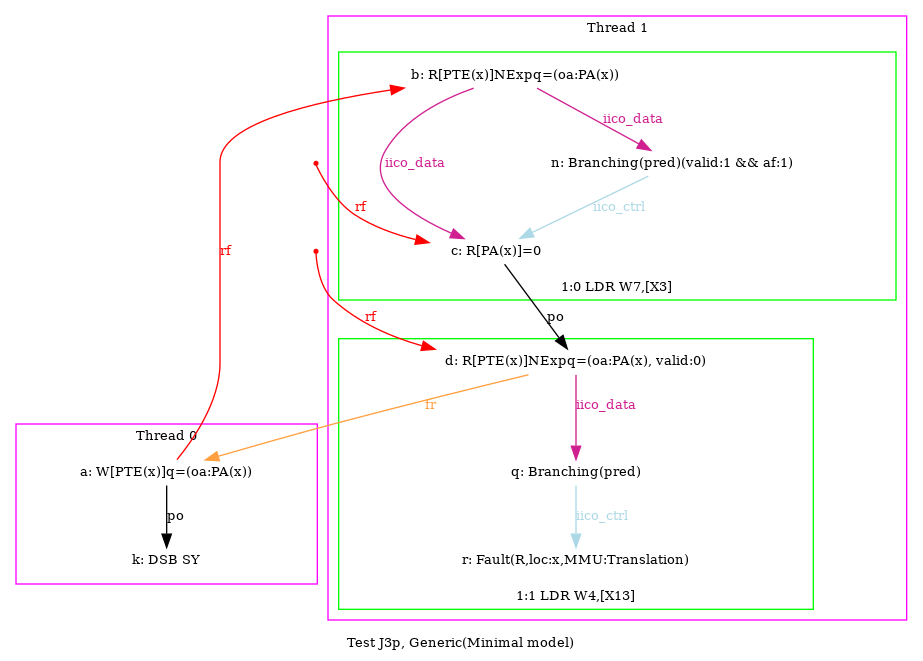 Thread 1
b: R[PTE(x)]NExpq=(oa:PA(x))
iico_data
iico_data
n: Branching(pred)(valid:1 && af:1)
rf
iico_ctrl
rf
c: R[PA(x)]=0
1:0 LDR W7,[X3]
rf
po
d: R[PTE(x)]NExpq=(oa:PA(x), valid:0)
fr
iico_data
Thread 0
a: W[PTE(x)]q=(oa:PA(x))
q: Branching(pred)
po
iico_ctrl
k: DSB SY
r: Fault(R,loc:x,MMU:Translation)
1:1 LDR W4,[X13]
Test J3p, Generic(Minimal model)